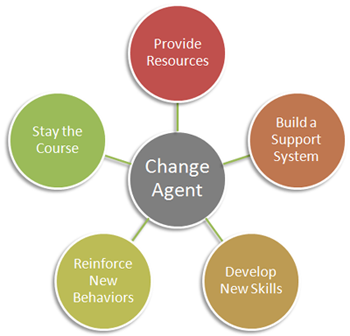 Provide
Resources
Build a
Support
System
Develop
New Skills
Reinforce
New
Behaviors
Stay the
Course
Change
Agent